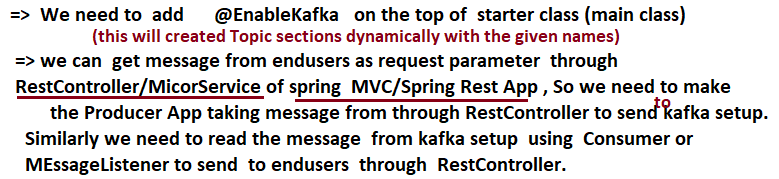 => We need to add @EnableKafka on the top of starter class (main class)
(this will created Topic sections dynamically with the given names)
=> we can get message from endusers as request parameter through
RestController/MicorService of spring MVC/Spring Rest App , So we need to make
the Producer App taking message from through RestController to send to kafka setup.
Similarly we need to read the message from kafka setup using Consumer or
MEssageListener to send to endusers through RestController.